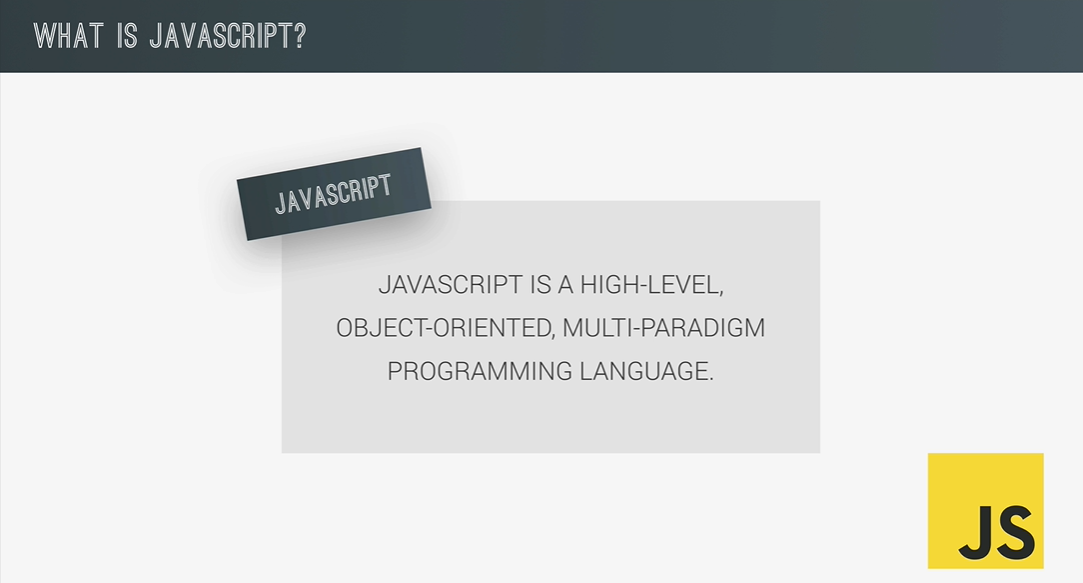 WHAT IS JAVASCRIPT?
JAVASCRIPT
JAVASCRIPT IS A HIGH-LEVEL,
OBJECT-ORIENTED, MULTI-PARADIGM
PROGRAMMING LANGUAGE.
JS